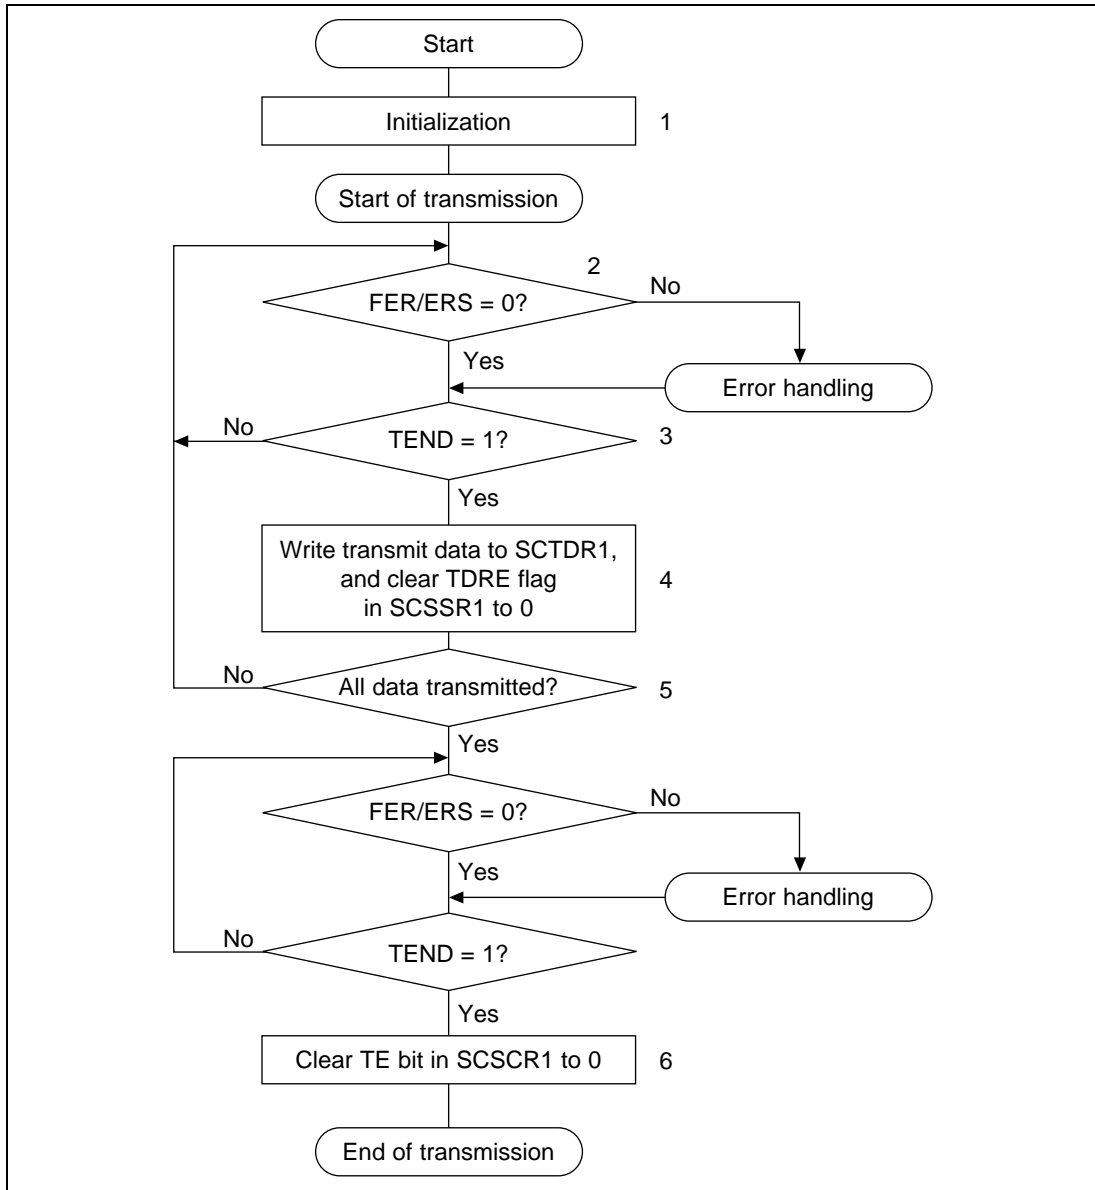 Start
Initialization
1
Start of transmission
2
FER/ERS = 0?
No
Yes
Error handling
No
TEND = 1?
3
Yes
Write transmit data to SCTDR1,
and clear TDRE flag
in SCSSR1 to 0
4
No
All data transmitted?
5
Yes
FER/ERS = 0?
No
Yes
Error handling
No
TEND = 1?
Yes
Clear TE bit in SCSCR1 to 0
6
End of transmission